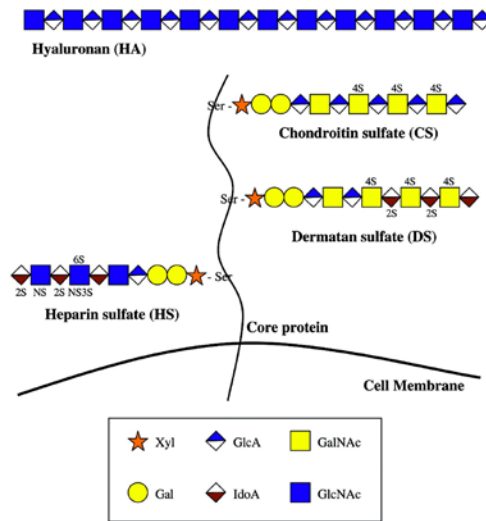 Hyaluronan (HA)
Ser -
4S 4S 4S
Chondroitin sulfate (CS)
Ser -
4S 4S 4S
2S 2S
Dermatan sulfate (DS)
6S
- Ser
2S NS 2S NS3S
Heparin sulfate (HS)
Core protein
Cell Membrane
Xyl GlcA GalNAc
Gal IdoA GlcNAc